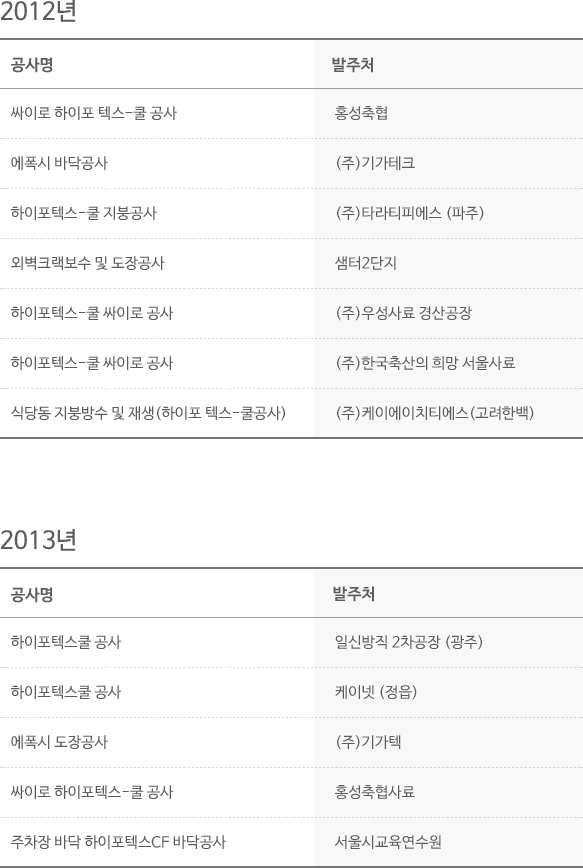 2012년
공사명 발주처
싸이로 하이포 텍스-쿨 공사 홍성축협
에폭시 바닥공사 (주)기가테크
하이포텍스-쿨 지붕공사 (주)타라티피에스 (파주)
외벽크랙보수 및 도장공사 샘터2단지
하이포텍스-쿨 싸이로 공사 (주)우성사료 경산공장
하이포텍스-쿨 싸이로 공사 (주)한국축산의 희망 서울사료
식당동 지붕방수 및 재생(하이포 텍스-쿨공사) (주)케이에이치티에스(고려한백)
2013년
공사명 발주처
하이포텍스쿨 공사 일신방직 2차공장 (광주)
하이포텍스쿨 공사 케이넷 (정읍)
에폭시 도장공사 (주)기가텍
싸이로 하이포텍스-쿨 공사 홍성축협사료
주차장 바닥 하이포텍스CF 바닥공사 서울시교육연수원